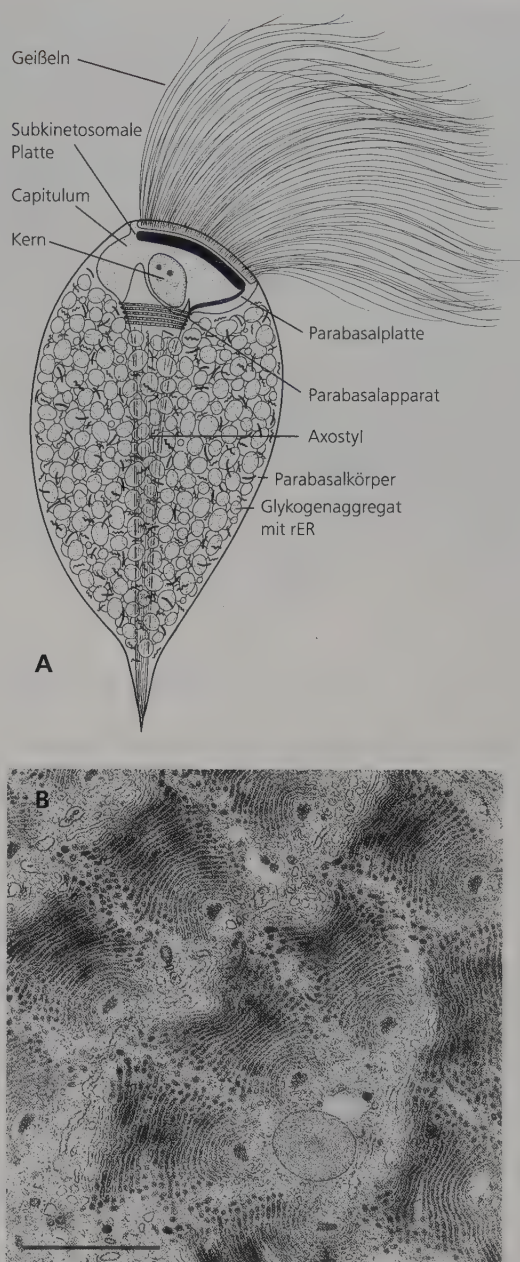 Geißeln
Subkinetosomale
Platte
Capitulum
Kern
Parabasalplatte
Parabasalapparat
Axostyl
Parabasalkörper
Glykogenaggregat
mit rER
A
B